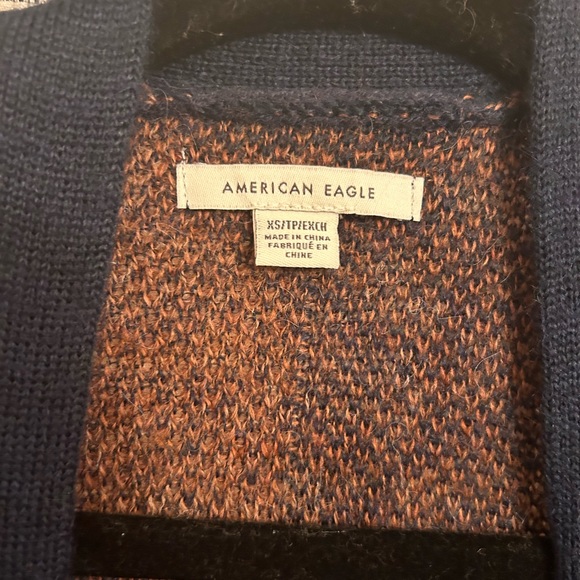 AMERICAN EAGLE
XS/TP/EXCH
MADE IN CHINA
FABRIQUÉ EN
CHINE